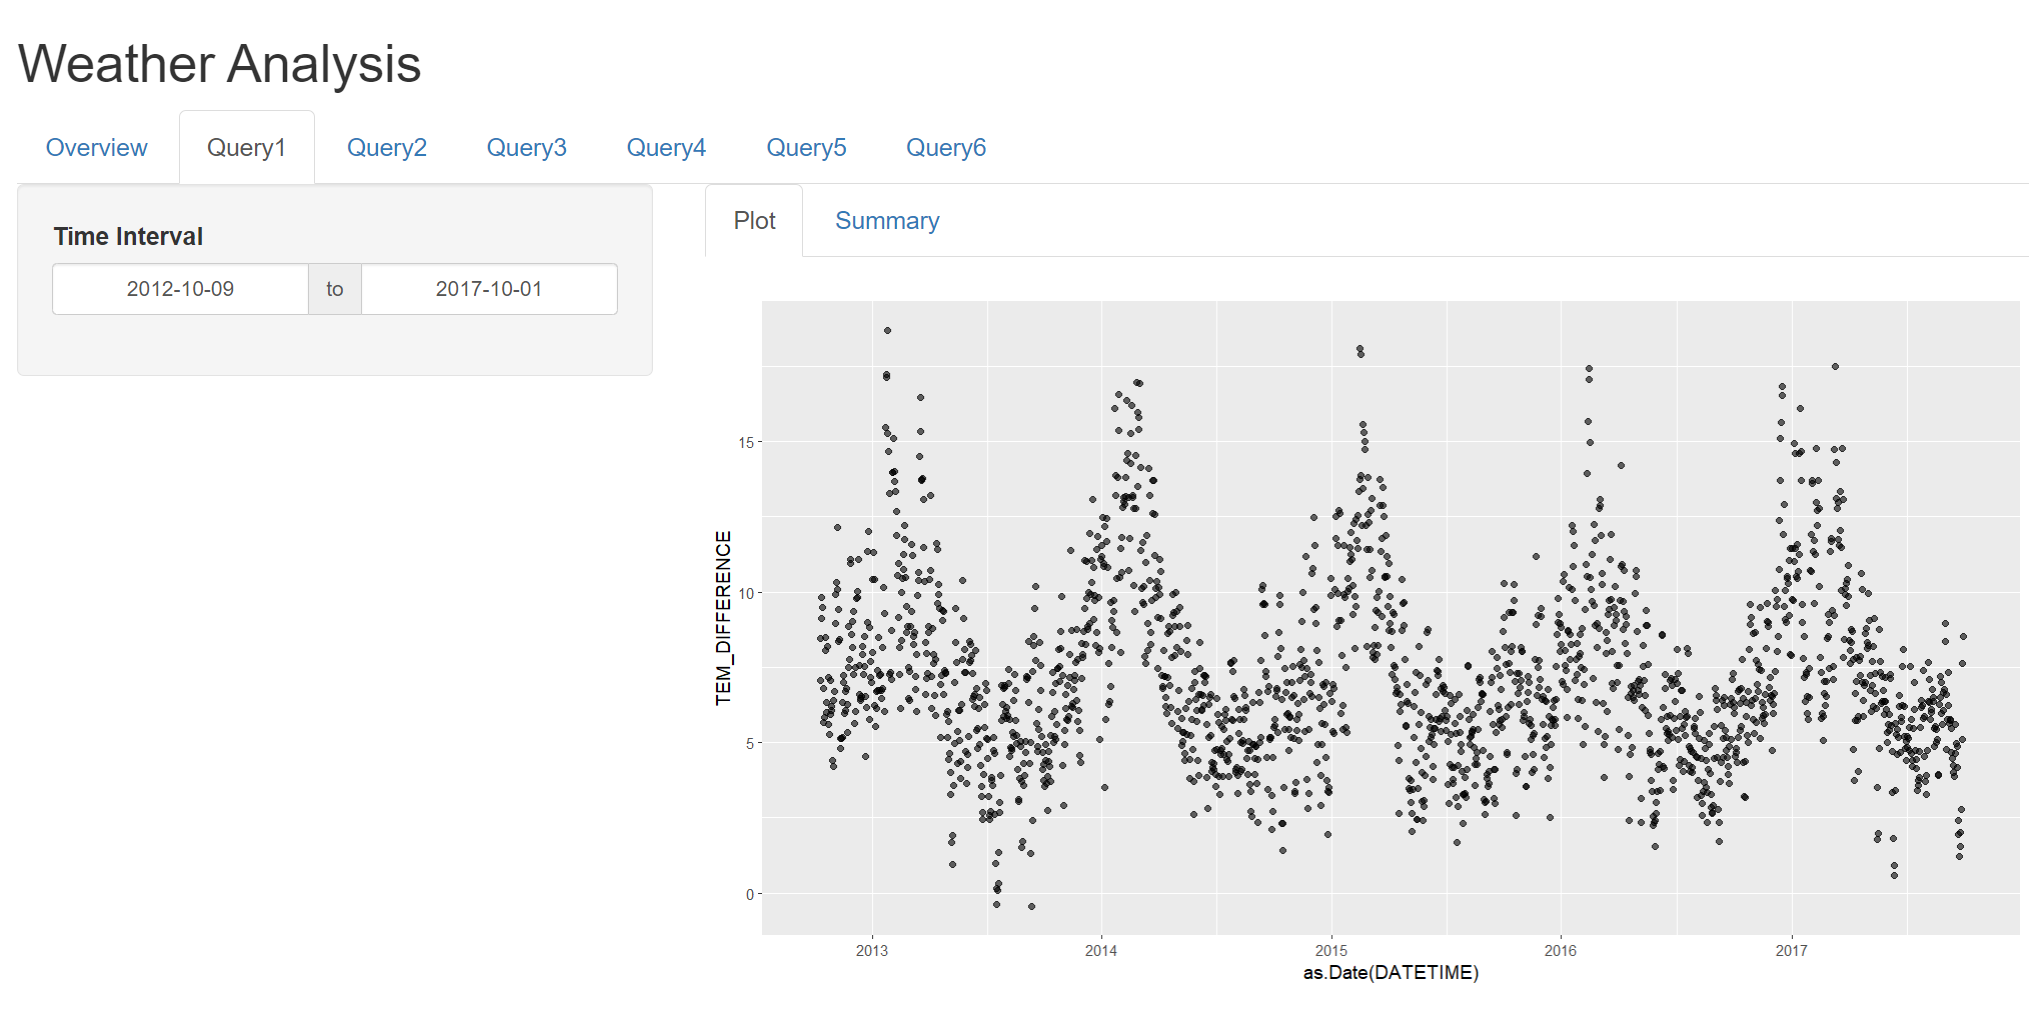 Weather Analysis
Overview Query1 Query2 Query3 Query4 Query5 Query6
Time Interval
2012-10-09 to 2017-10-01
Plot Summary
TEM_DIFFERENCE
15
10
5
0
2013 2014 2015 2016 2017
as.Date(DATETIME)